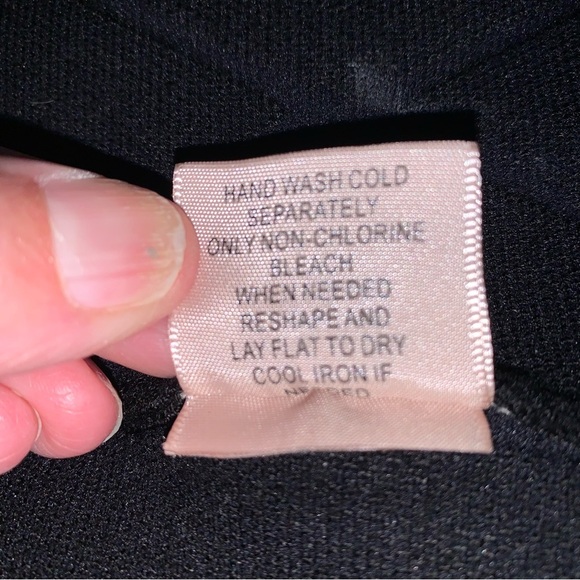 HAND WASH COLD
SEPARATELY
ONLY NON-CHLORINE
BLEACH
WHEN NEEDED
RESHAPE AND
LAY FLAT TO DRY
COOL IRON IF
NEEDED